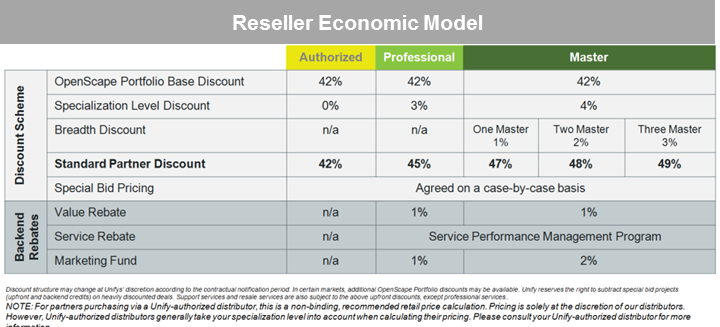 Reseller Economic Model
Authorized Professional Master
Discount Scheme
OpenScape Portfolio Base Discount 42% 42% 42%
Specialization Level Discount 0% 3% 4%
Breadth Discount n/a n/a One Master 1% Two Master 2% Three Master 3%
Standard Partner Discount 42% 45% 47% 48% 49%
Special Bid Pricing Agreed on a case-by-case basis
Backend Rebates
Value Rebate n/a 1% 1%
Service Rebate n/a Service Performance Management Program
Marketing Fund n/a 1% 2%
Discount structure may change at Unifys' discretion according to the contractual notification period. In certain markets, additional OpenScape Portfolio discounts may be available. Unify reserves the right to subtract special bid projects
(upfront and backend credits) on heavily discounted deals. Support services and resale services are also subject to the above upfront discounts, except professional services.
NOTE: For partners purchasing via a Unify-authorized distributor, this is a non-binding, recommended retail price calculation. Pricing is solely at the discretion of our distributors.
However, Unify-authorized distributors generally take your specialization level into account when calculating their pricing. Please consult your Unify-authorized distributor for more